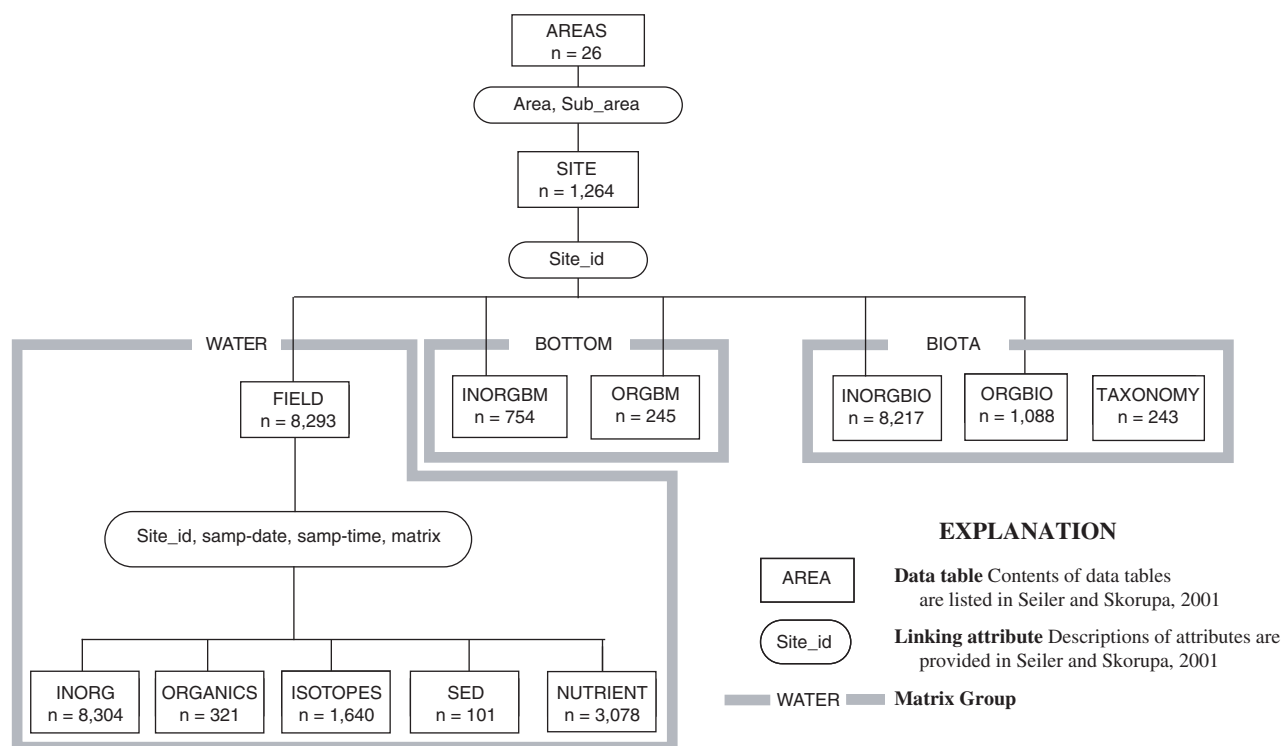 AREAS
n = 26
Area, Sub_area
SITE
n = 1,264
Site_id
WATER
BOTTOM
BIOTA
FIELD
n = 8,293
INORGBM
n = 754
ORGBM
n = 245
INORGBIO
n = 8,217
ORGBIO
n = 1,088
TAXONOMY
n = 243
Site_id, samp-date, samp-time, matrix
INORG
n = 8,304
ORGANICS
n = 321
ISOTOPES
n = 1,640
SED
n = 101
NUTRIENT
n = 3,078
EXPLANATION
AREA
Data table Contents of data tables
are listed in Seiler and Skorupa, 2001
Site_id
Linking attribute Descriptions of attributes are
provided in Seiler and Skorupa, 2001
WATER
Matrix Group